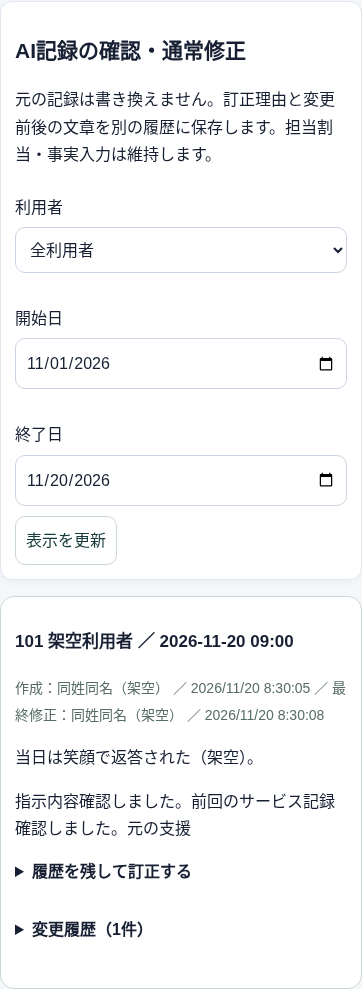 AI記録の確認・通常修正
元の記録は書き換えません。訂正理由と変更
前後の文章を別の履歴に保存します。担当割
当・事実入力は維持します。
利用者
全利用者
開始日
11/01/2026
終了日
11/20/2026
表示を更新
101 架空利用者 ／ 2026-11-20 09:00
作成：同姓同名（架空） ／ 2026/11/20 8:30:05 ／ 最
終修正：同姓同名（架空） ／ 2026/11/20 8:30:08
当日は笑顔で返答された（架空）。
指示内容確認しました。前回のサービス記録
確認しました。元の支援
▶ 履歴を残して訂正する
▶ 変更履歴（1件）